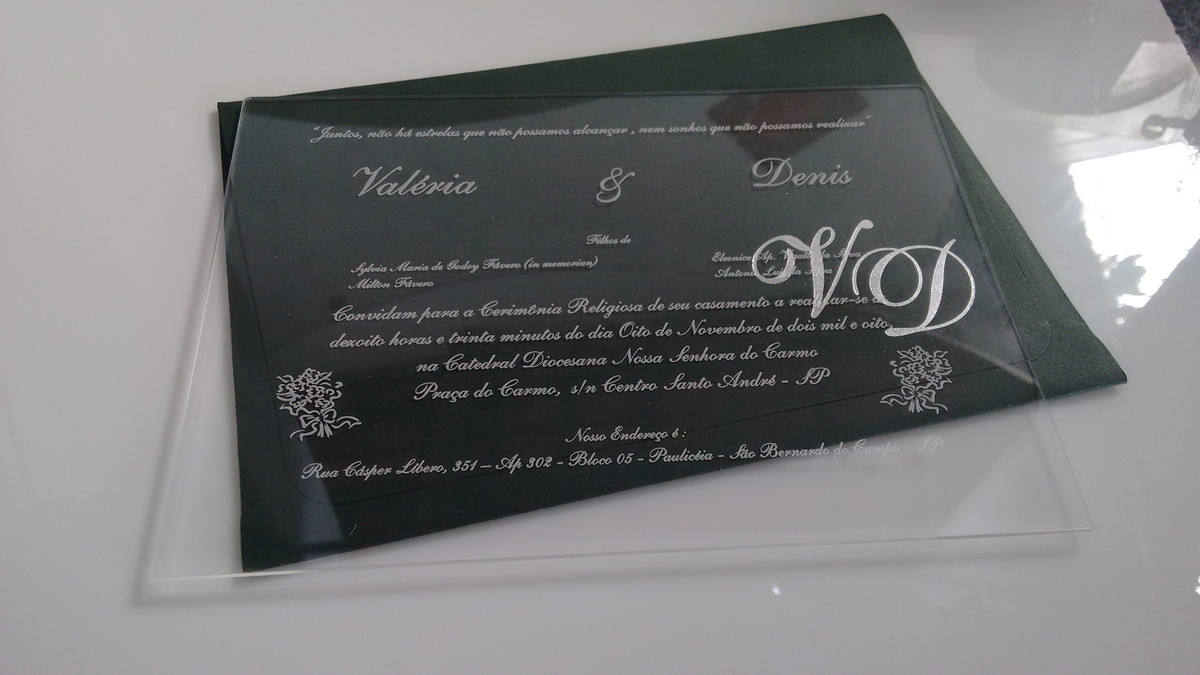 "Juntos, não há estrelas que não possamos alcançar , nem sonhos que não possamos realizar"
Valéria & Denis
Filhos de
Sylvia Maria de Godoy Fávero (in memorian)
Milton Fávero
Eleonice Ap.
Antonio Luiz
VD
Convidam para a Cerimônia Religiosa de seu casamento a realizar-se
dezoito horas e trinta minutos do dia Oito de Novembro de dois mil e oito,
na Catedral Diocesana Nossa Senhora do Carmo
Praça do Carmo, s/n Centro Santo André - SP
Nosso Endereço é :
Rua Cásper Líbero, 351 – Ap 302 - Bloco 05 - Paulicéia - São Bernardo do Campo - SP